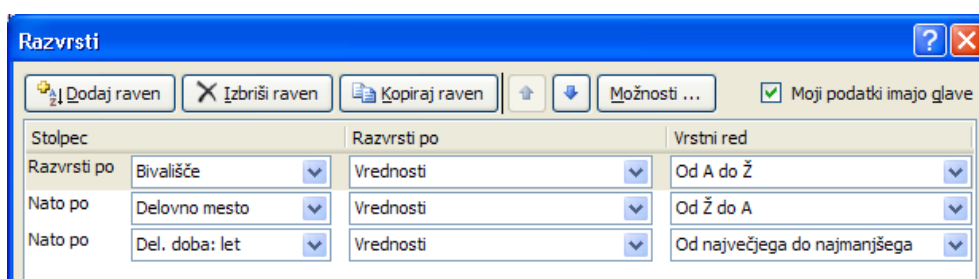 Razvrsti
Dodaj raven Izbriši raven Kopiraj raven Možnosti ... Moji podatki imajo glave
Stolpec Razvrsti po Vrstni red
Razvrsti po Bivališče Vrednosti Od A do Ž
Nato po Delovno mesto Vrednosti Od Ž do A
Nato po Del. doba: let Vrednosti Od največjega do najmanjšega